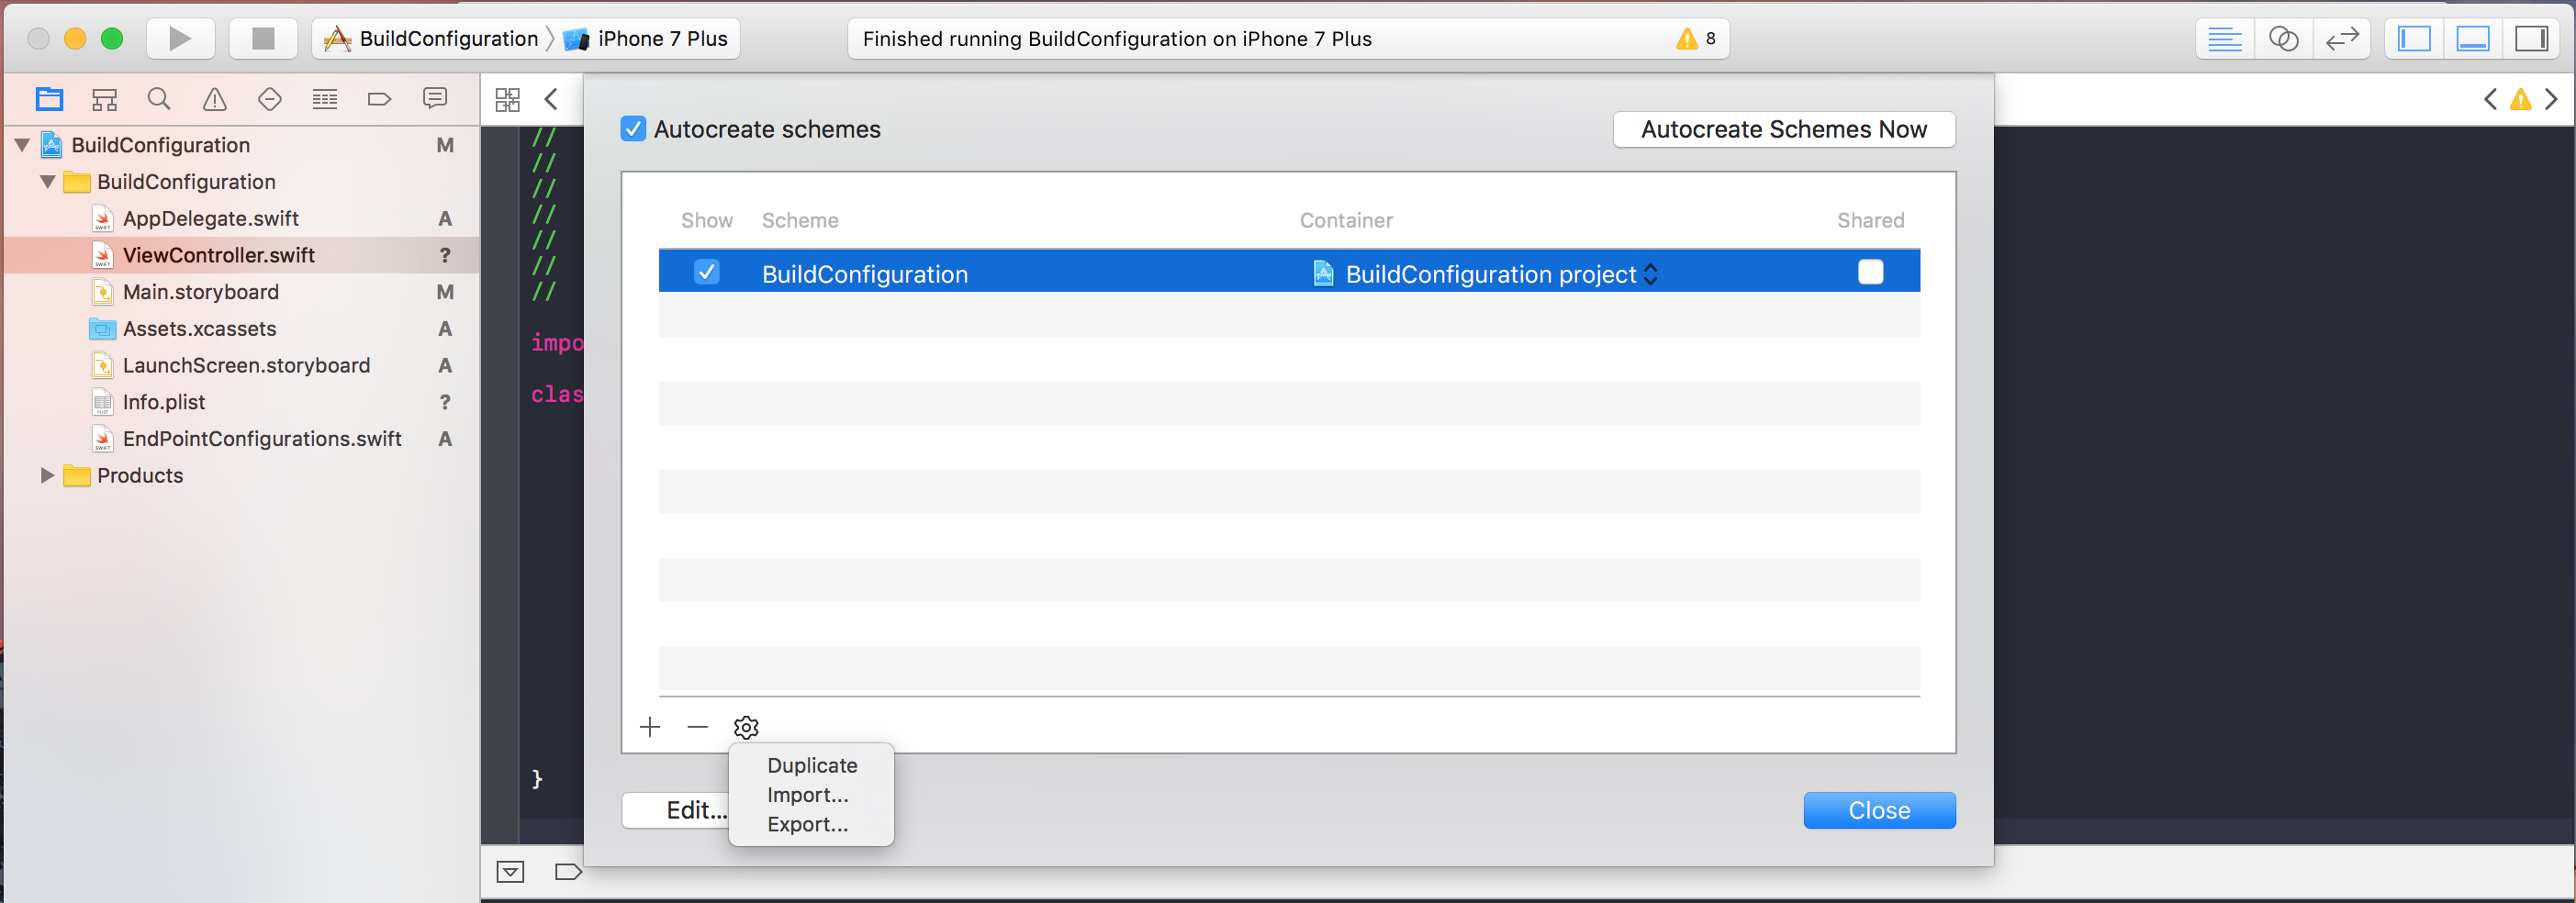 BuildConfiguration
iPhone 7 Plus
Finished running BuildConfiguration on iPhone 7 Plus
8
BuildConfiguration M
BuildConfiguration
AppDelegate.swift A
ViewController.swift ?
Main.storyboard M
Assets.xcassets A
LaunchScreen.storyboard A
Info.plist ?
EndPointConfigurations.swift A
Products
//
//
//
//
//
//
//
impo
clas
}
Autocreate schemes
Autocreate Schemes Now
Show Scheme Container Shared
BuildConfiguration BuildConfiguration project
Duplicate
Import...
Export...
Edit...
Close